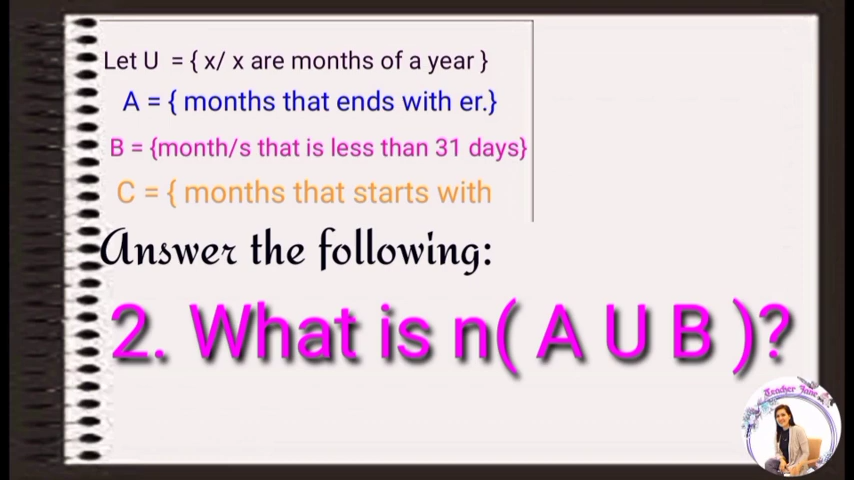 Let U = { x/ x are months of a year }
A = { months that ends with er.}
B = {month/s that is less than 31 days}
C = { months that starts with
Answer the following:
2. What is n( A U B )?
Teacher Jane